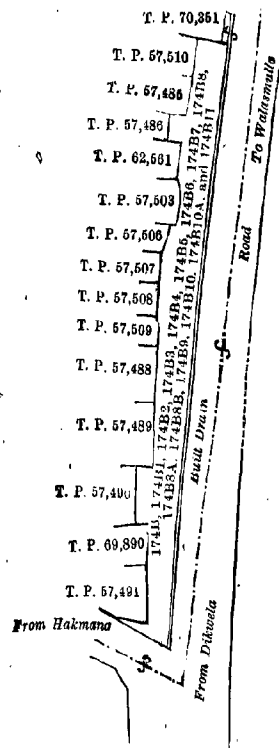 T. P. 70,351
T. P. 57,510
T. P. 57,485
T. P. 57,486
T. P. 62,561
T. P. 57,503
T. P. 57,506
T. P. 57,507
T. P. 57,508
T. P. 57,509
T. P. 57,488
T. P. 57,489
T. P. 57,490
T. P. 69,890
T. P. 57,491
174B, 174B1, 174B2, 174B3, 174B4, 174B5, 174B6, 174B7, 174B8,
174B8A, 174B8B, 174B9, 174B10, 174B10A, and 174B11
Built Drain
Road
To Walasmulla
From Hakmana
From Dikwela